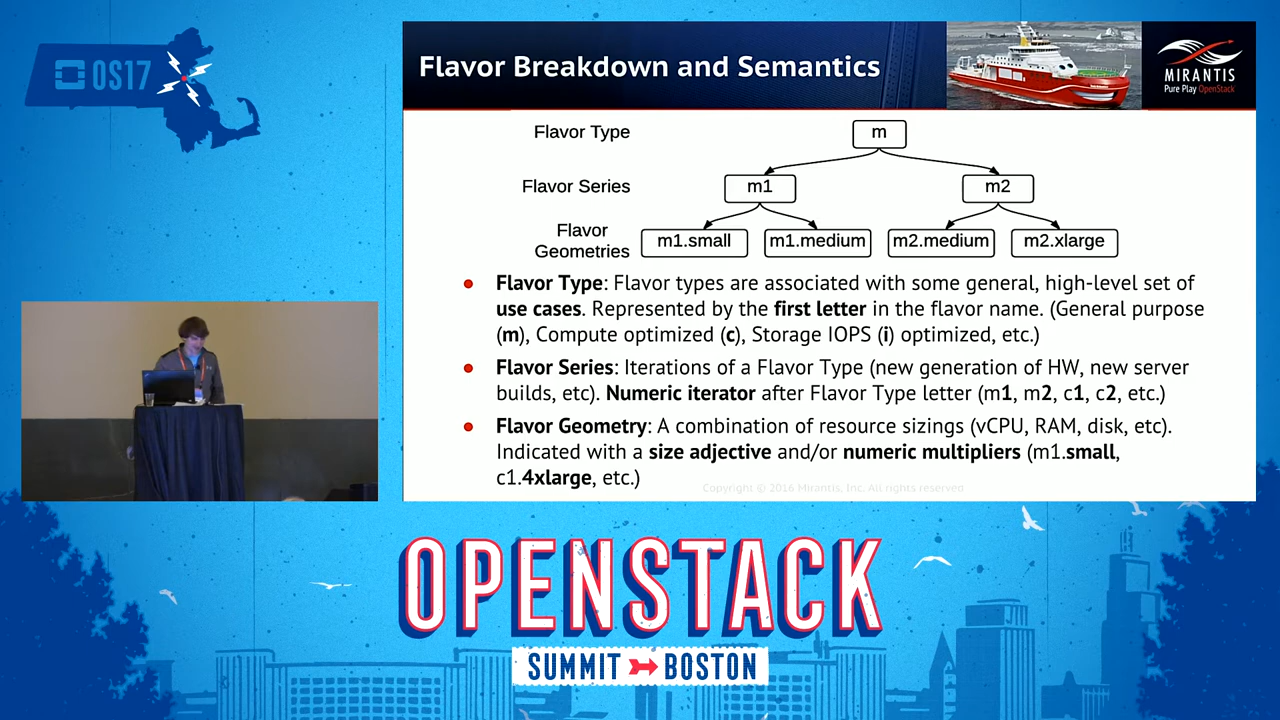 OS17
Flavor Breakdown and Semantics
MIRANTIS
Pure Play OpenStack
Flavor Type
m
Flavor Series
m1
m2
Flavor
Geometries
m1.small
m1.medium
m2.medium
m2.xlarge
Flavor Type: Flavor types are associated with some general, high-level set of
use cases. Represented by the first letter in the flavor name. (General purpose
(m), Compute optimized (c), Storage IOPS (i) optimized, etc.)
Flavor Series: Iterations of a Flavor Type (new generation of HW, new server
builds, etc). Numeric iterator after Flavor Type letter (m1, m2, c1, c2, etc.)
Flavor Geometry: A combination of resource sizings (vCPU, RAM, disk, etc).
Indicated with a size adjective and/or numeric multipliers (m1.small,
c1.4xlarge, etc.)
Copyright © 2016 Mirantis, Inc. All rights reserved
OPENSTACK
SUMMIT BOSTON